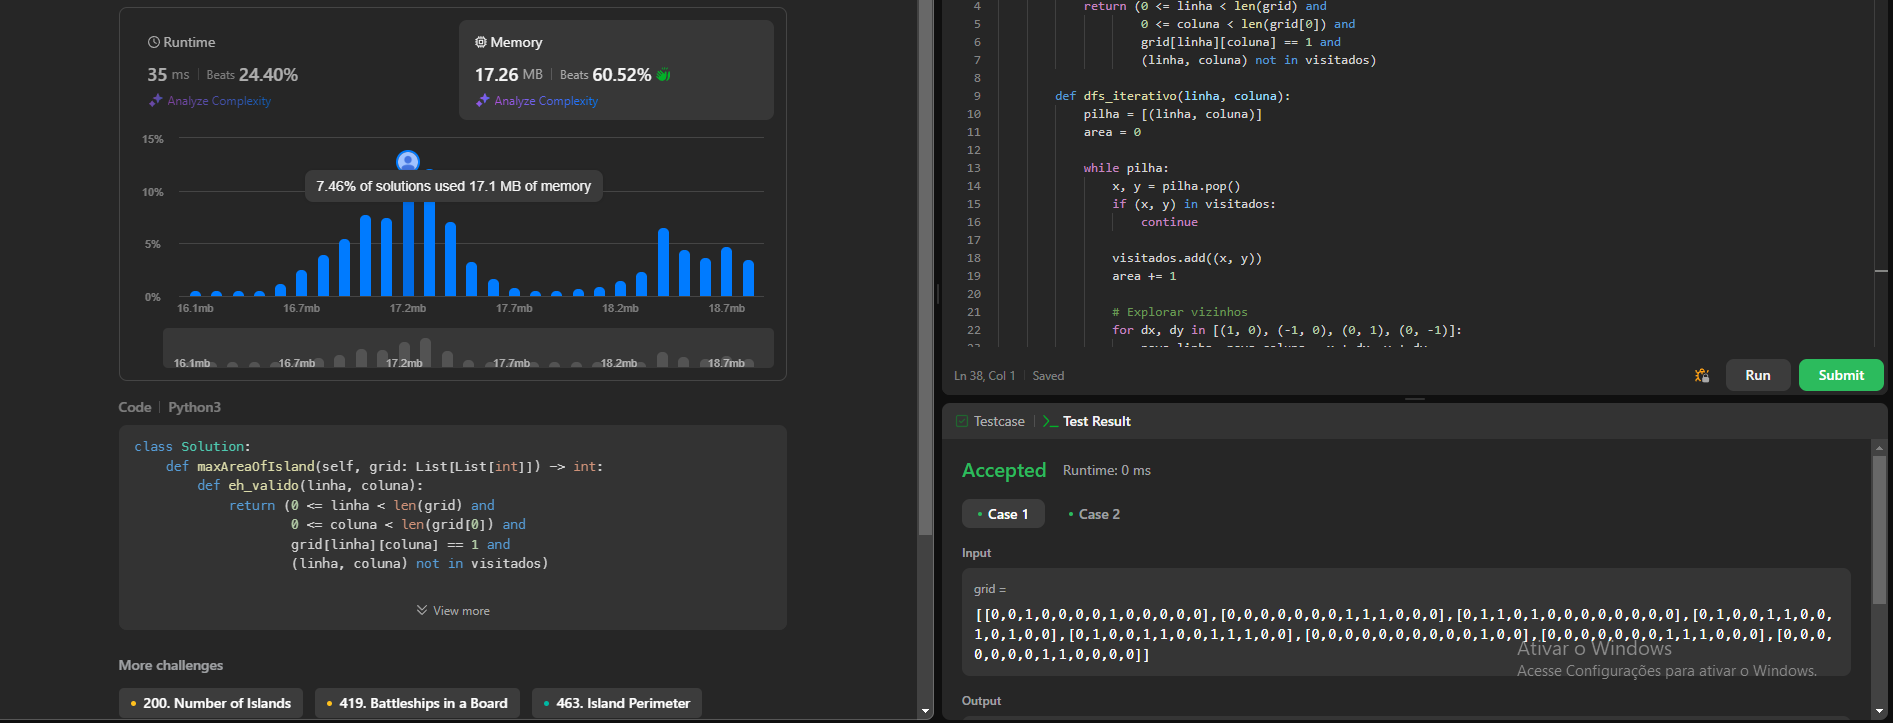 Runtime
35 ms | Beats 24.40%
Analyze Complexity
Memory
17.26 MB | Beats 60.52%
Analyze Complexity
15%
10%
5%
0%
7.46% of solutions used 17.1 MB of memory
16.1mb 16.7mb 17.2mb 17.7mb 18.2mb 18.7mb
16.1mb 16.7mb 17.2mb 17.7mb 18.2mb 18.7mb
Code | Python3
class Solution:
    def maxAreaOfIsland(self, grid: List[List[int]]) -> int:
        def eh_valido(linha, coluna):
            return (0 <= linha < len(grid) and
                    0 <= coluna < len(grid[0]) and
                    grid[linha][coluna] == 1 and
                    (linha, coluna) not in visitados)
View more
More challenges
200. Number of Islands
419. Battleships in a Board
463. Island Perimeter
4 return (0 <= linha < len(grid) and
5 0 <= coluna < len(grid[0]) and
6 grid[linha][coluna] == 1 and
7 (linha, coluna) not in visitados)
8
9 def dfs_iterativo(linha, coluna):
10 pilha = [(linha, coluna)]
11 area = 0
12
13 while pilha:
14 x, y = pilha.pop()
15 if (x, y) in visitados:
16 continue
17
18 visitados.add((x, y))
19 area += 1
20
21 # Explorar vizinhos
22 for dx, dy in [(1, 0), (-1, 0), (0, 1), (0, -1)]:
Ln 38, Col 1 | Saved
Run
Submit
Testcase | Test Result
Accepted Runtime: 0 ms
• Case 1 • Case 2
Input
grid =
[[0,0,1,0,0,0,0,1,0,0,0,0,0],[0,0,0,0,0,0,0,1,1,1,0,0,0],[0,1,1,0,1,0,0,0,0,0,0,0,0],[0,1,0,0,1,1,0,0,
1,0,1,0,0],[0,1,0,0,1,1,0,0,1,1,1,0,0],[0,0,0,0,0,0,0,0,0,0,1,0,0],[0,0,0,0,0,0,0,1,1,1,0,0,0],[0,0,0,
0,0,0,0,1,1,0,0,0,0]]
Ativar o Windows
Acesse Configurações para ativar o Windows.
Output